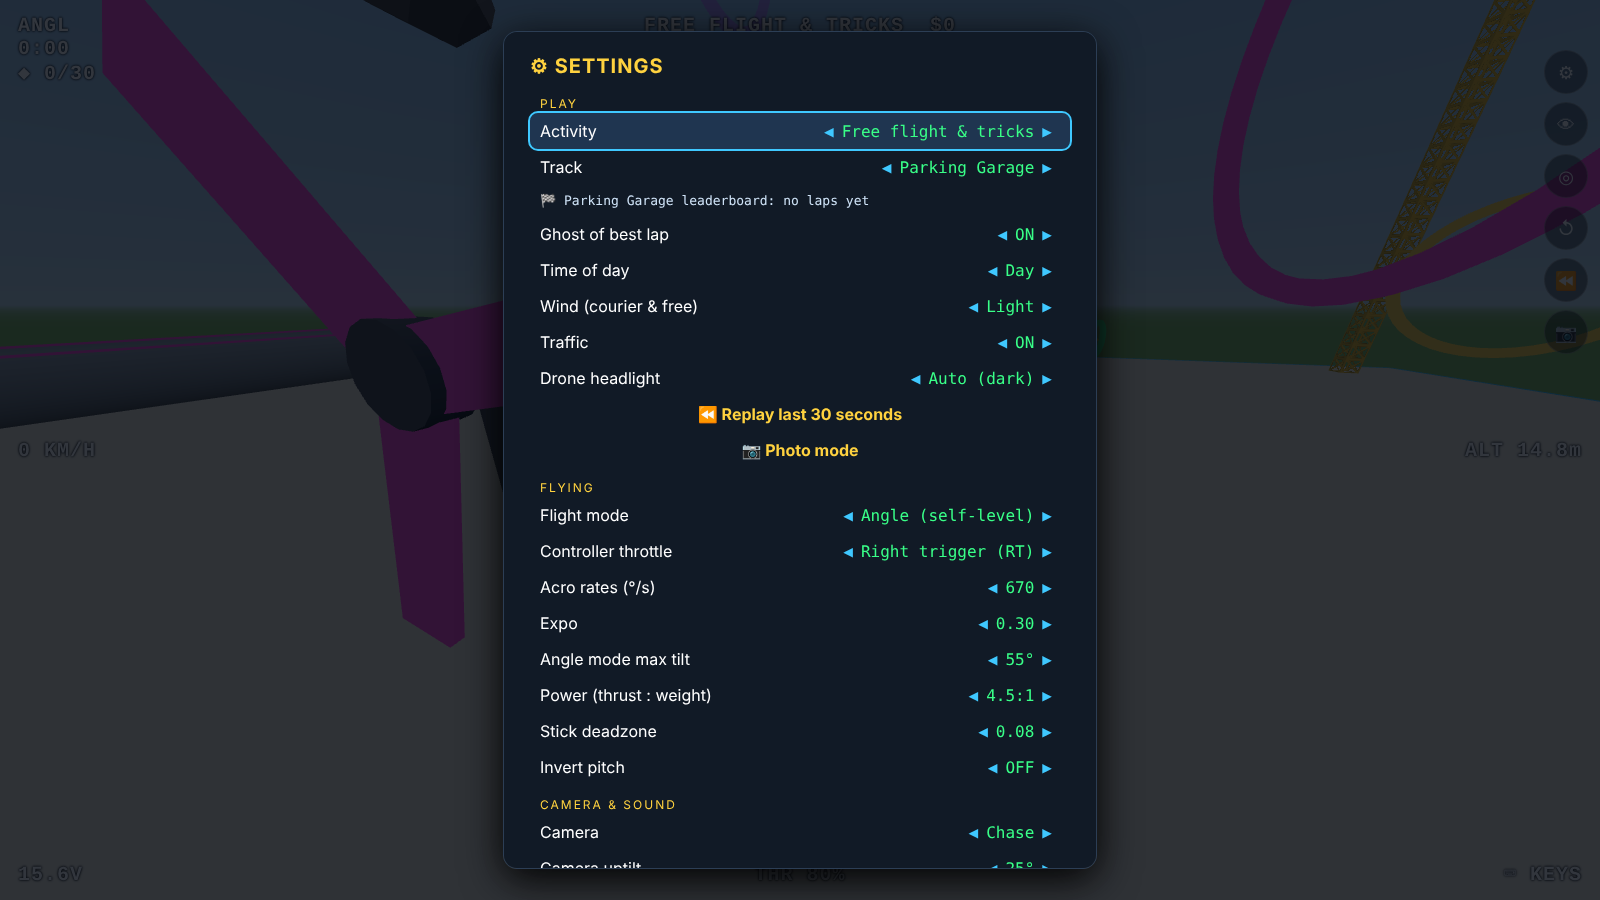 ANGL
FREE FLIGHT & TRICKS $0
0:00
◆ 0/30
⚙ SETTINGS
PLAY
Activity ◀ Free flight & tricks ▶
Track ◀ Parking Garage ▶
🏁 Parking Garage leaderboard: no laps yet
Ghost of best lap ◀ ON ▶
Time of day ◀ Day ▶
Wind (courier & free) ◀ Light ▶
Traffic ◀ ON ▶
Drone headlight ◀ Auto (dark) ▶
⏪ Replay last 30 seconds
📷 Photo mode
0 KM/H
ALT 14.8m
FLYING
Flight mode ◀ Angle (self-level) ▶
Controller throttle ◀ Right trigger (RT) ▶
Acro rates (°/s) ◀ 670 ▶
Expo ◀ 0.30 ▶
Angle mode max tilt ◀ 55° ▶
Power (thrust : weight) ◀ 4.5:1 ▶
Stick deadzone ◀ 0.08 ▶
Invert pitch ◀ OFF ▶
CAMERA & SOUND
Camera ◀ Chase ▶
Camera uptilt ◀ 25° ▶
15.6V
THR 80%
KEYS